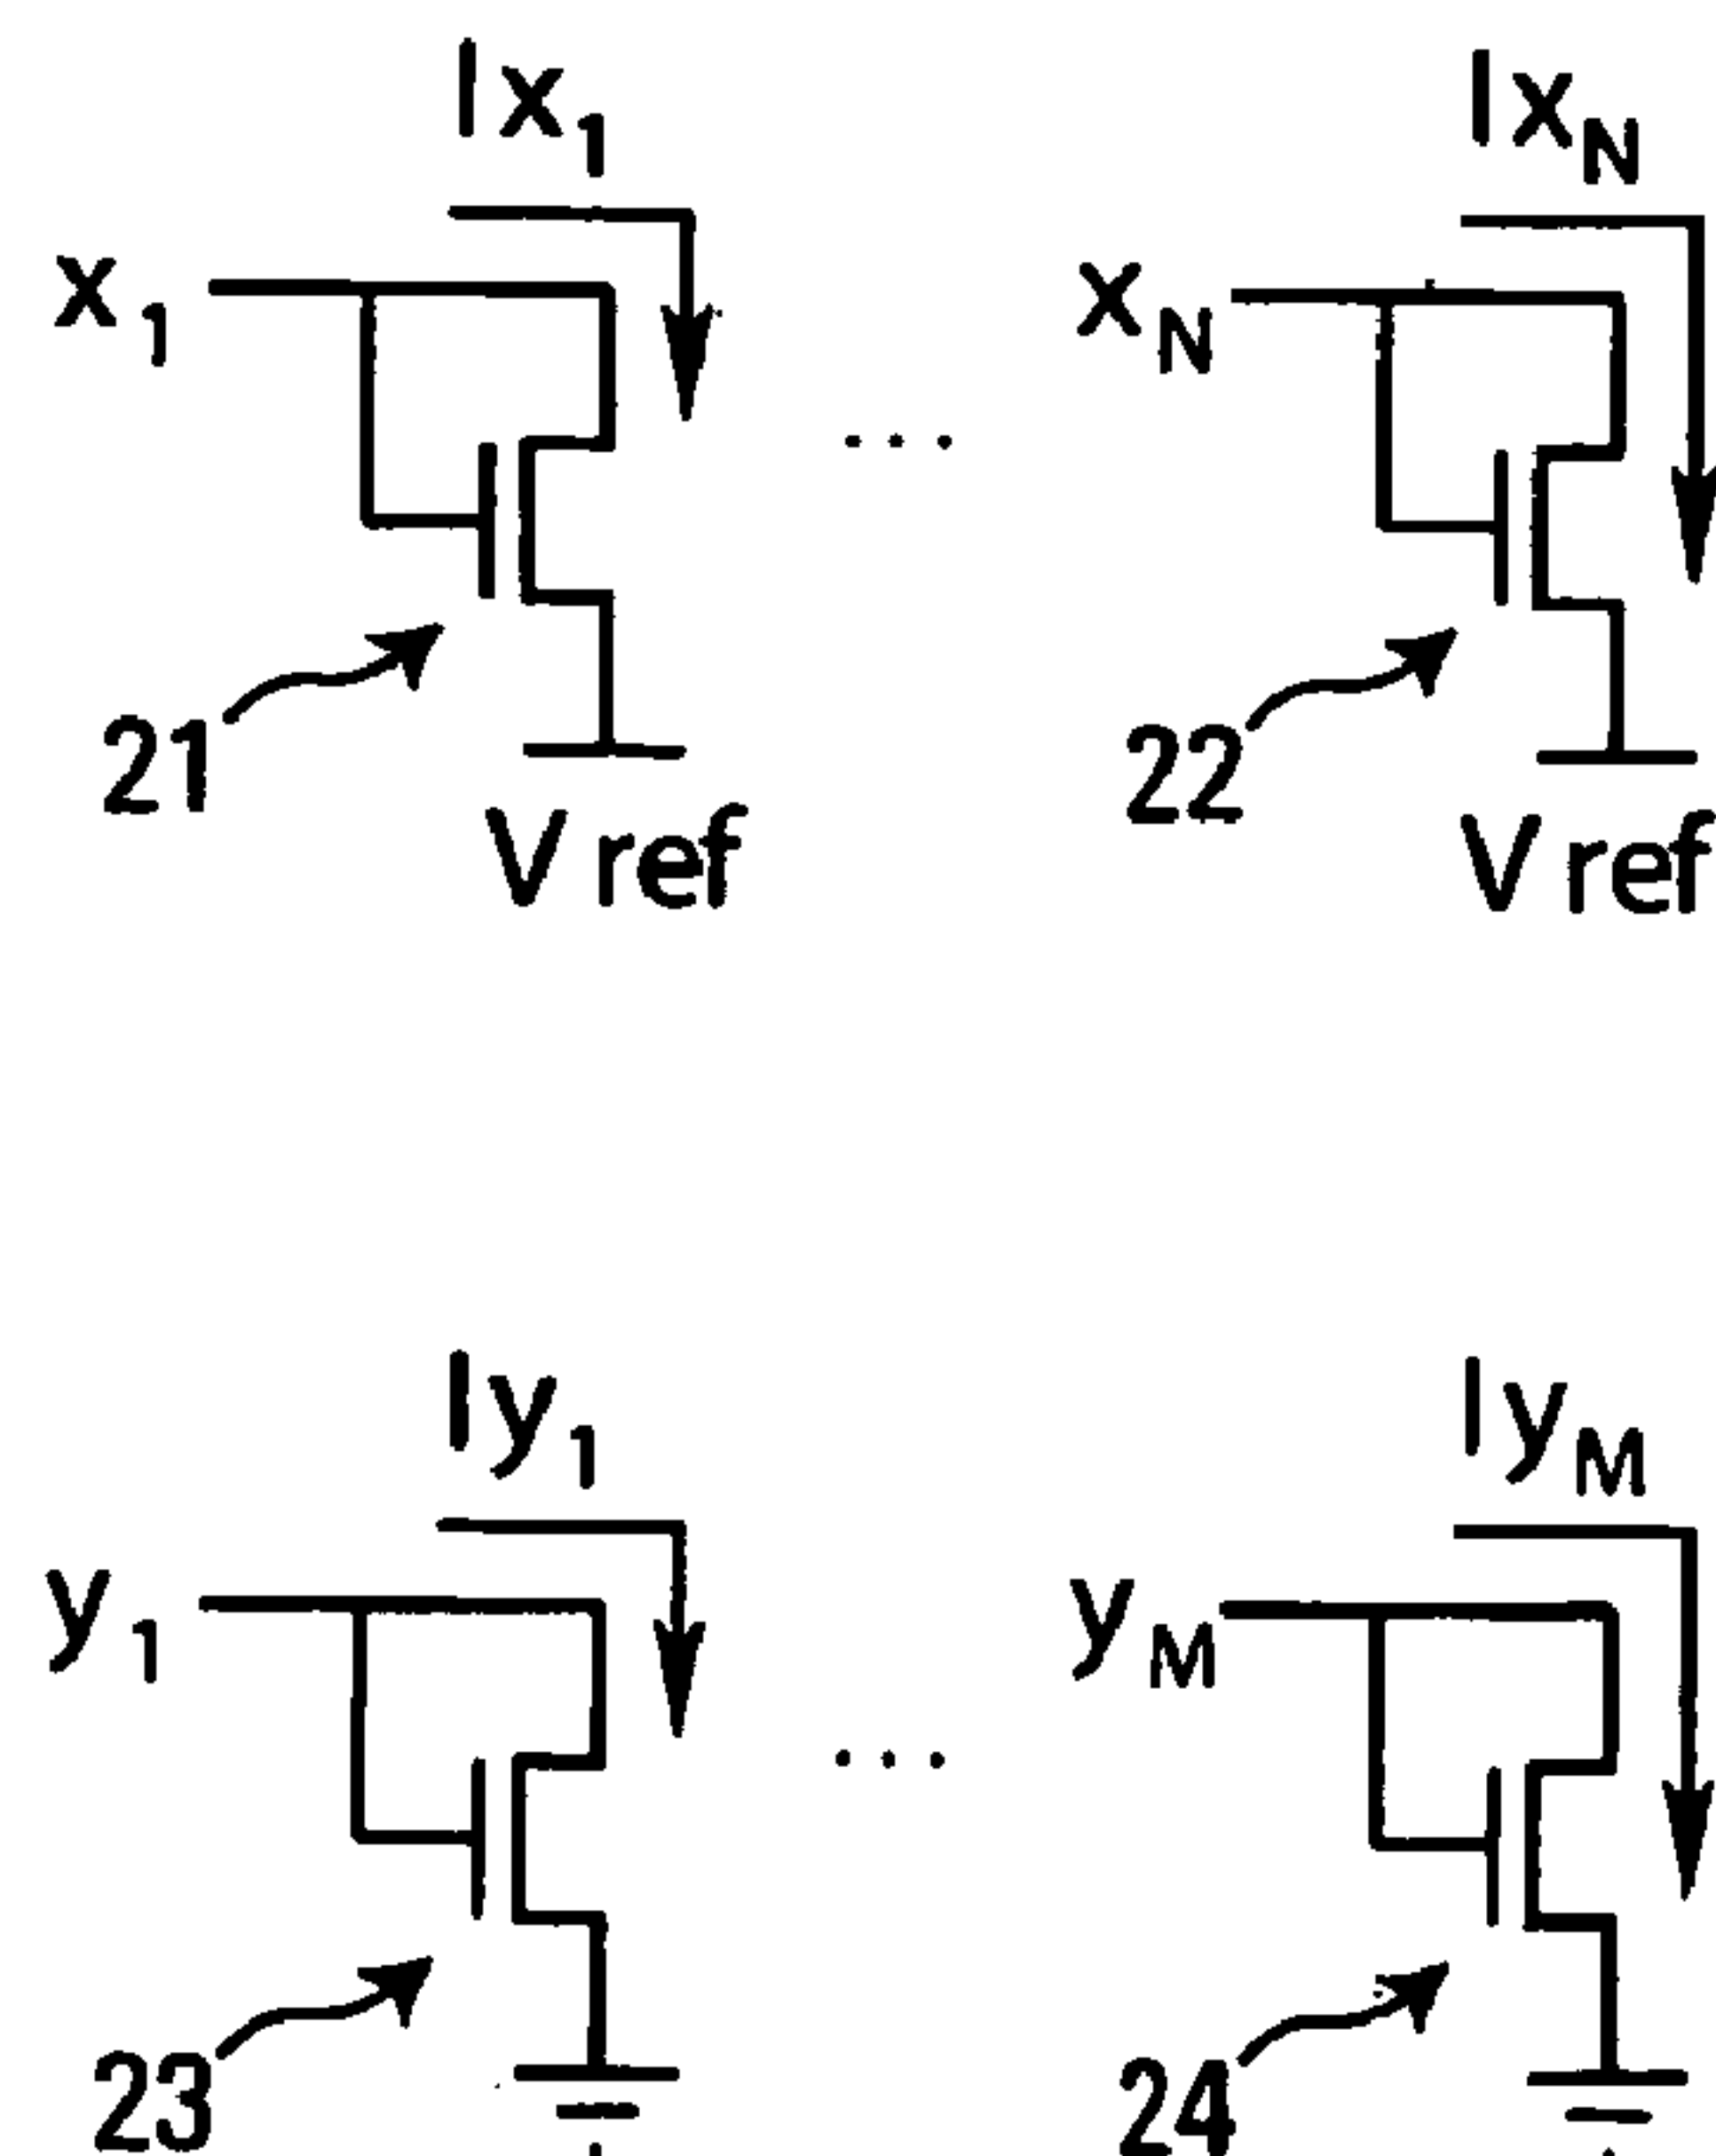 Ix1
IxN
x1
xN
...
...
21
22
Vref
Vref
Iy1
IyM
y1
yM
...
23
24